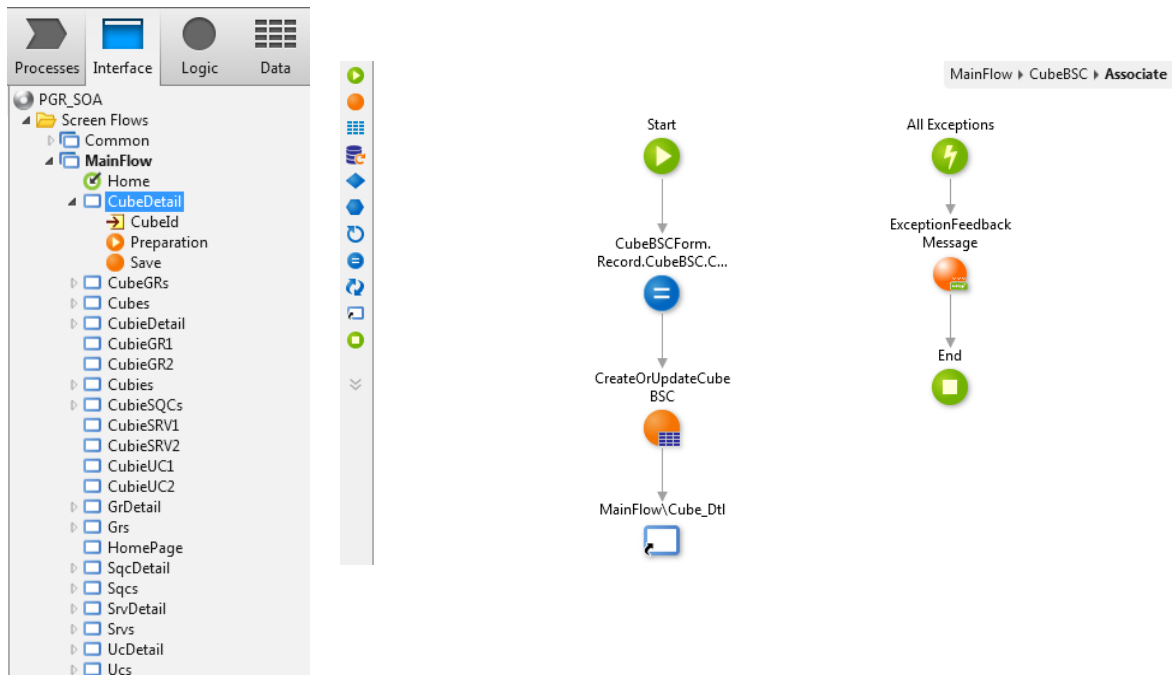 Processes Interface Logic Data
PGR_SOA
Screen Flows
Common
MainFlow
Home
CubeDetail
CubeId
Preparation
Save
CubeGRs
Cubes
CubieDetail
CubieGR1
CubieGR2
Cubies
CubieSQCs
CubieSRV1
CubieSRV2
CubieUC1
CubieUC2
GrDetail
Grs
HomePage
SqcDetail
Sqcs
SrvDetail
Srvs
UcDetail
Ucs
MainFlow CubeBSC Associate
Start
CubeBSCForm.
Record.CubeBSC.C...
CreateOrUpdateCube
BSC
MainFlow\Cube_Dtl
All Exceptions
ExceptionFeedback
Message
End